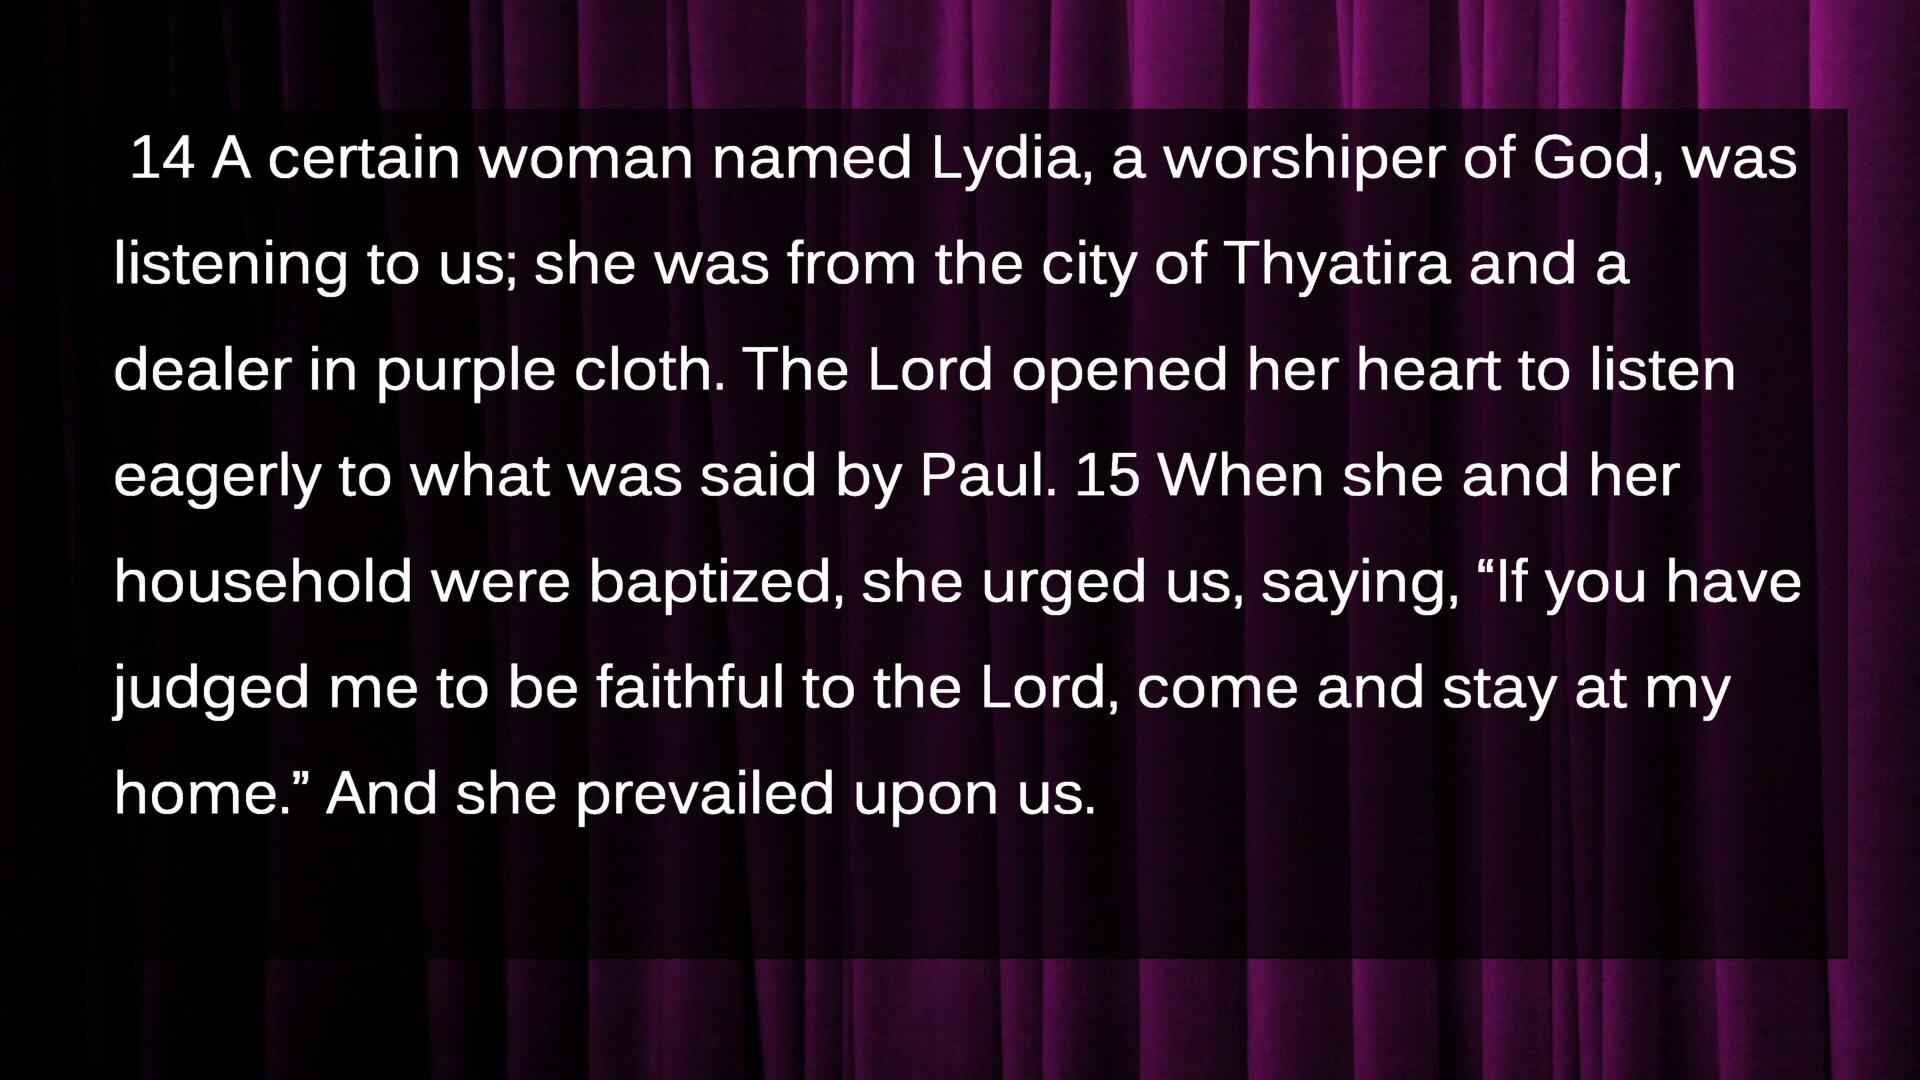 14 A certain woman named Lydia, a worshiper of God, was
listening to us; she was from the city of Thyatira and a
dealer in purple cloth. The Lord opened her heart to listen
eagerly to what was said by Paul. 15 When she and her
household were baptized, she urged us, saying, “If you have
judged me to be faithful to the Lord, come and stay at my
home.” And she prevailed upon us.